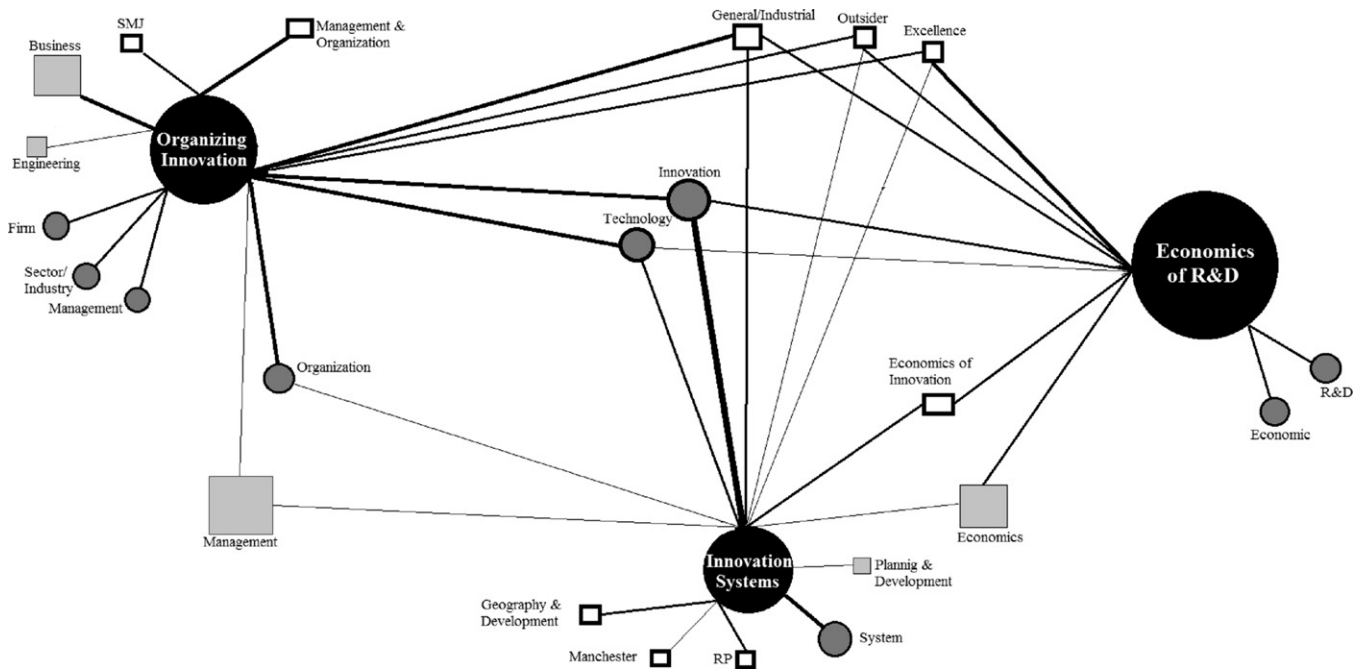 SMJ
Management &
Organization
Business
Engineering
Organizing
Innovation
Firm
Sector/
Industry
Management
General/Industrial
Outsider
Excellence
Innovation
Technology
Organization
Economics
of R&D
R&D
Economic
Economics of
Innovation
Management
Economics
Innovation
Systems
Plannig &
Development
Geography &
Development
System
Manchester
RP